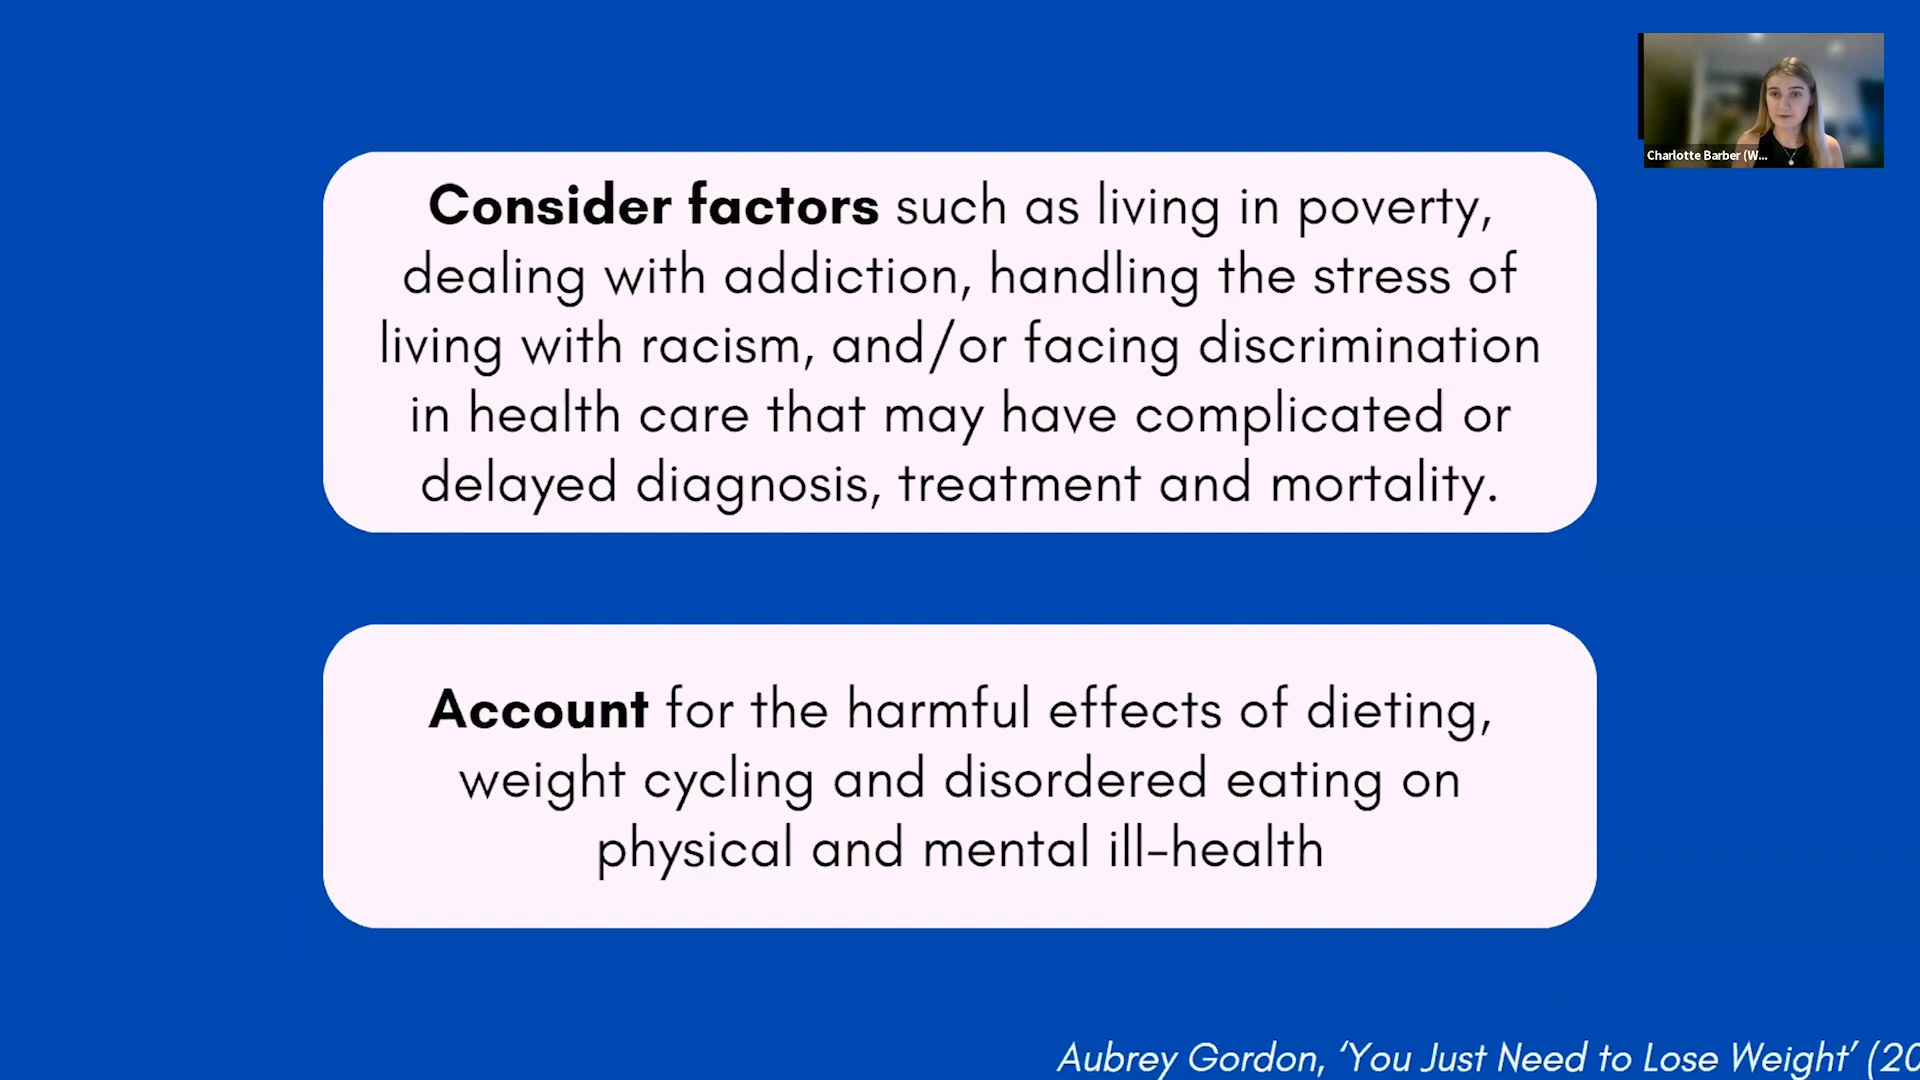 Charlotte Barber (W...
Consider factors such as living in poverty,
dealing with addiction, handling the stress of
living with racism, and/or facing discrimination
in health care that may have complicated or
delayed diagnosis, treatment and mortality.
Account for the harmful effects of dieting,
weight cycling and disordered eating on
physical and mental ill-health
Aubrey Gordon, ‘You Just Need to Lose Weight’ (20